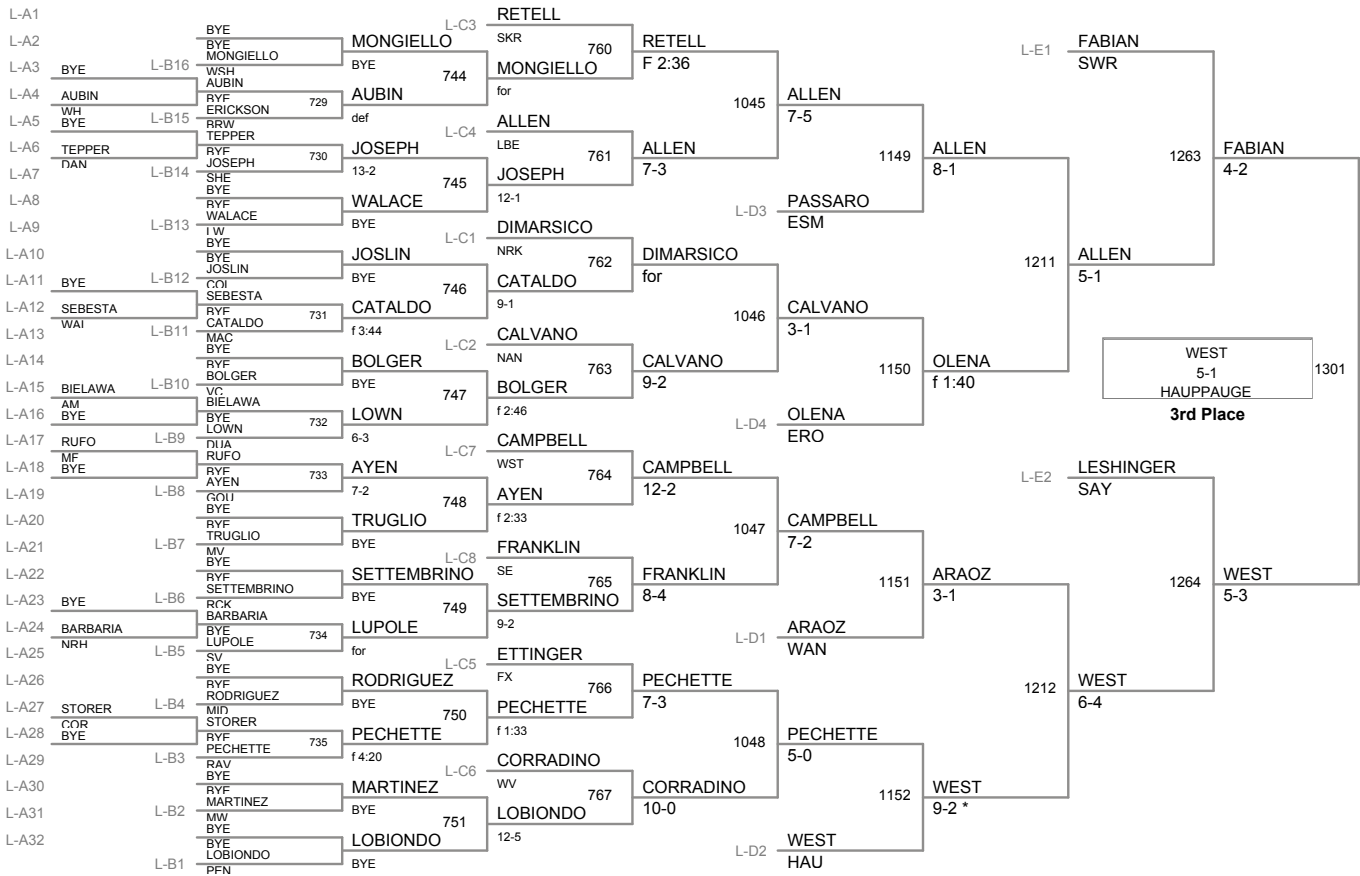 L-A1
L-A2
L-A3
L-A4
L-A5
L-A6
L-A7
L-A8
L-A9
L-A10
L-A11
L-A12
L-A13
L-A14
L-A15
L-A16
L-A17
L-A18
L-A19
L-A20
L-A21
L-A22
L-A23
L-A24
L-A25
L-A26
L-A27
L-A28
L-A29
L-A30
L-A31
L-A32
BYE
AUBIN
WH
BYE
TEPPER
DAN
BYE
SEBESTA
WAL
BIELAWA
AM
BYE
RUFO
MF
BYE
BYE
BARBARIA
NRH
STORER
COR
BYE
BYE
BYE
L-B16
MONGIELLO
WSH
AUBIN
BYE
729
L-B15
ERICKSON
BRW
TEPPER
BYE
730
L-B14
JOSEPH
SHE
BYE
BYE
L-B13
WALACE
LW
BYE
BYE
L-B12
JOSLIN
COL
SEBESTA
BYE
731
L-B11
CATALDO
MAC
BYE
BYE
L-B10
BOLGER
VC
BIELAWA
BYE
732
L-B9
LOWN
DUA
RUFO
BYE
733
L-B8
AYEN
GOU
BYE
BYE
L-B7
TRUGLIO
MV
BYE
BYE
L-B6
SETTEMBRINO
RCK
BARBARIA
BYE
734
L-B5
LUPOLE
SV
BYE
BYE
L-B4
RODRIGUEZ
MID
STORER
BYE
735
L-B3
PECHETTE
RAV
BYE
BYE
L-B2
MARTINEZ
MW
BYE
BYE
L-B1
LOBIONDO
PEN
MONGIELLO
BYE
744
AUBIN
def
JOSEPH
13-2
745
WALACE
BYE
JOSLIN
BYE
746
CATALDO
f 3:44
BOLGER
BYE
747
LOWN
6-3
AYEN
7-2
748
TRUGLIO
BYE
SETTEMBRINO
BYE
749
LUPOLE
for
RODRIGUEZ
BYE
750
PECHETTE
f 4:20
MARTINEZ
BYE
751
LOBIONDO
BYE
L-C3
RETELL
SKR
760
MONGIELLO
for
L-C4
ALLEN
LBE
761
JOSEPH
12-1
L-C1
DIMARSICO
NRK
762
CATALDO
9-1
L-C2
CALVANO
NAN
763
BOLGER
f 2:46
L-C7
CAMPBELL
WST
764
AYEN
f 2:33
L-C8
FRANKLIN
SE
765
SETTEMBRINO
9-2
L-C5
ETTINGER
FX
766
PECHETTE
f 1:33
L-C6
CORRADINO
WV
767
LOBIONDO
12-5
RETELL
F 2:36
1045
ALLEN
7-3
DIMARSICO
for
1046
CALVANO
9-2
CAMPBELL
12-2
1047
FRANKLIN
8-4
PECHETTE
7-3
1048
CORRADINO
10-0
ALLEN
7-5
1149
L-D3
PASSARO
ESM
CALVANO
3-1
1150
L-D4
OLENA
ERO
CAMPBELL
7-2
1151
L-D1
ARAOZ
WAN
PECHETTE
5-0
1152
L-D2
WEST
HAU
ALLEN
8-1
1211
OLENA
f 1:40
ARAOZ
3-1
1212
WEST
9-2 *
L-E1
FABIAN
SWR
1263
ALLEN
5-1
L-E2
LESHINGER
SAY
1264
WEST
6-4
FABIAN
4-2
WEST
5-3
WEST
5-1
HAUPPAUGE
1301
3rd Place